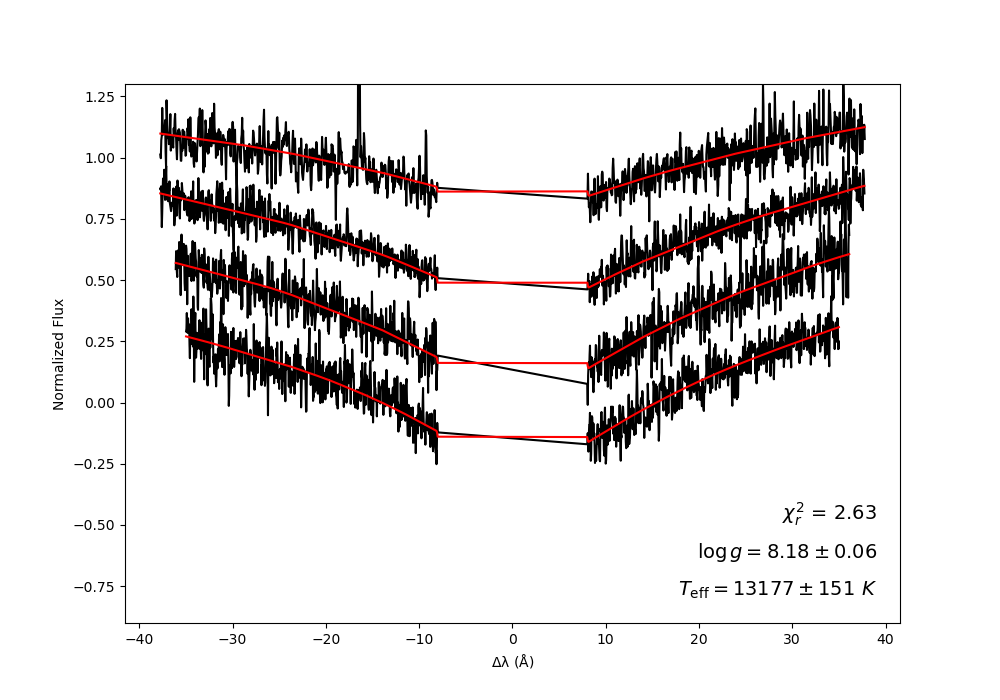 1.25
1.00
0.75
0.50
0.25
0.00
−0.25
−0.50
−0.75
Normalized Flux
χ²ᵣ = 2.63
log g = 8.18 ± 0.06
T_eff = 13177 ± 151 K
−40 −30 −20 −10 0 10 20 30 40
Δλ (Å)